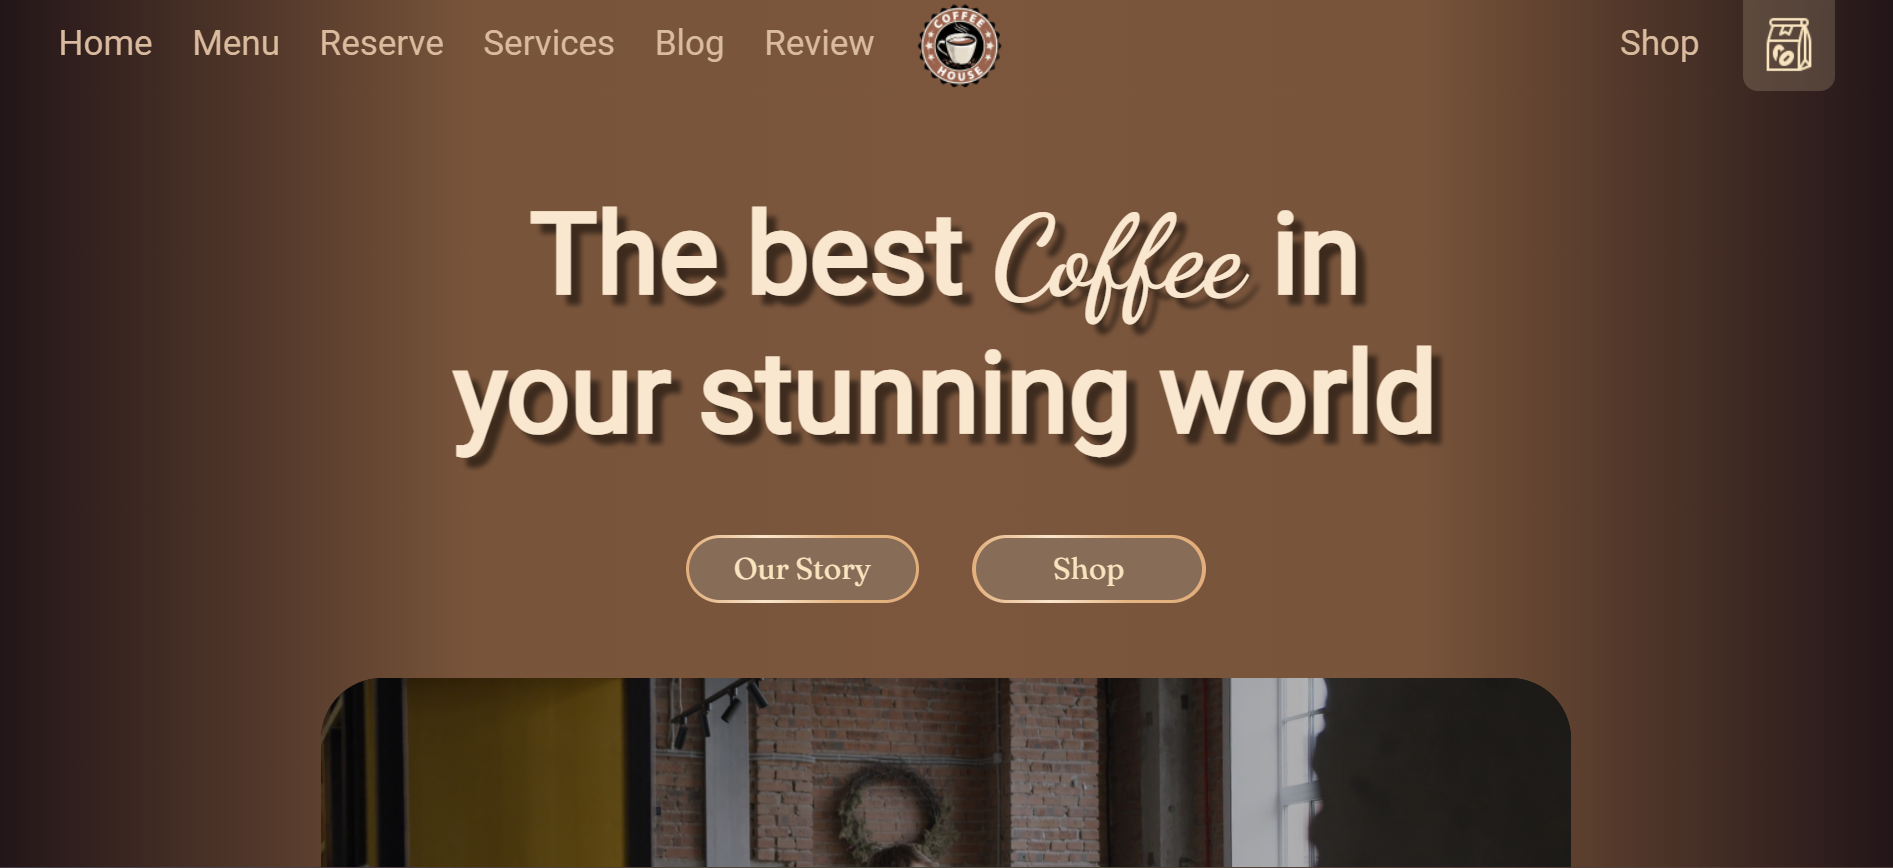 Home Menu Reserve Services Blog Review
COFFEE
HOUSE
Shop
The best Coffee in
your stunning world
Our Story
Shop